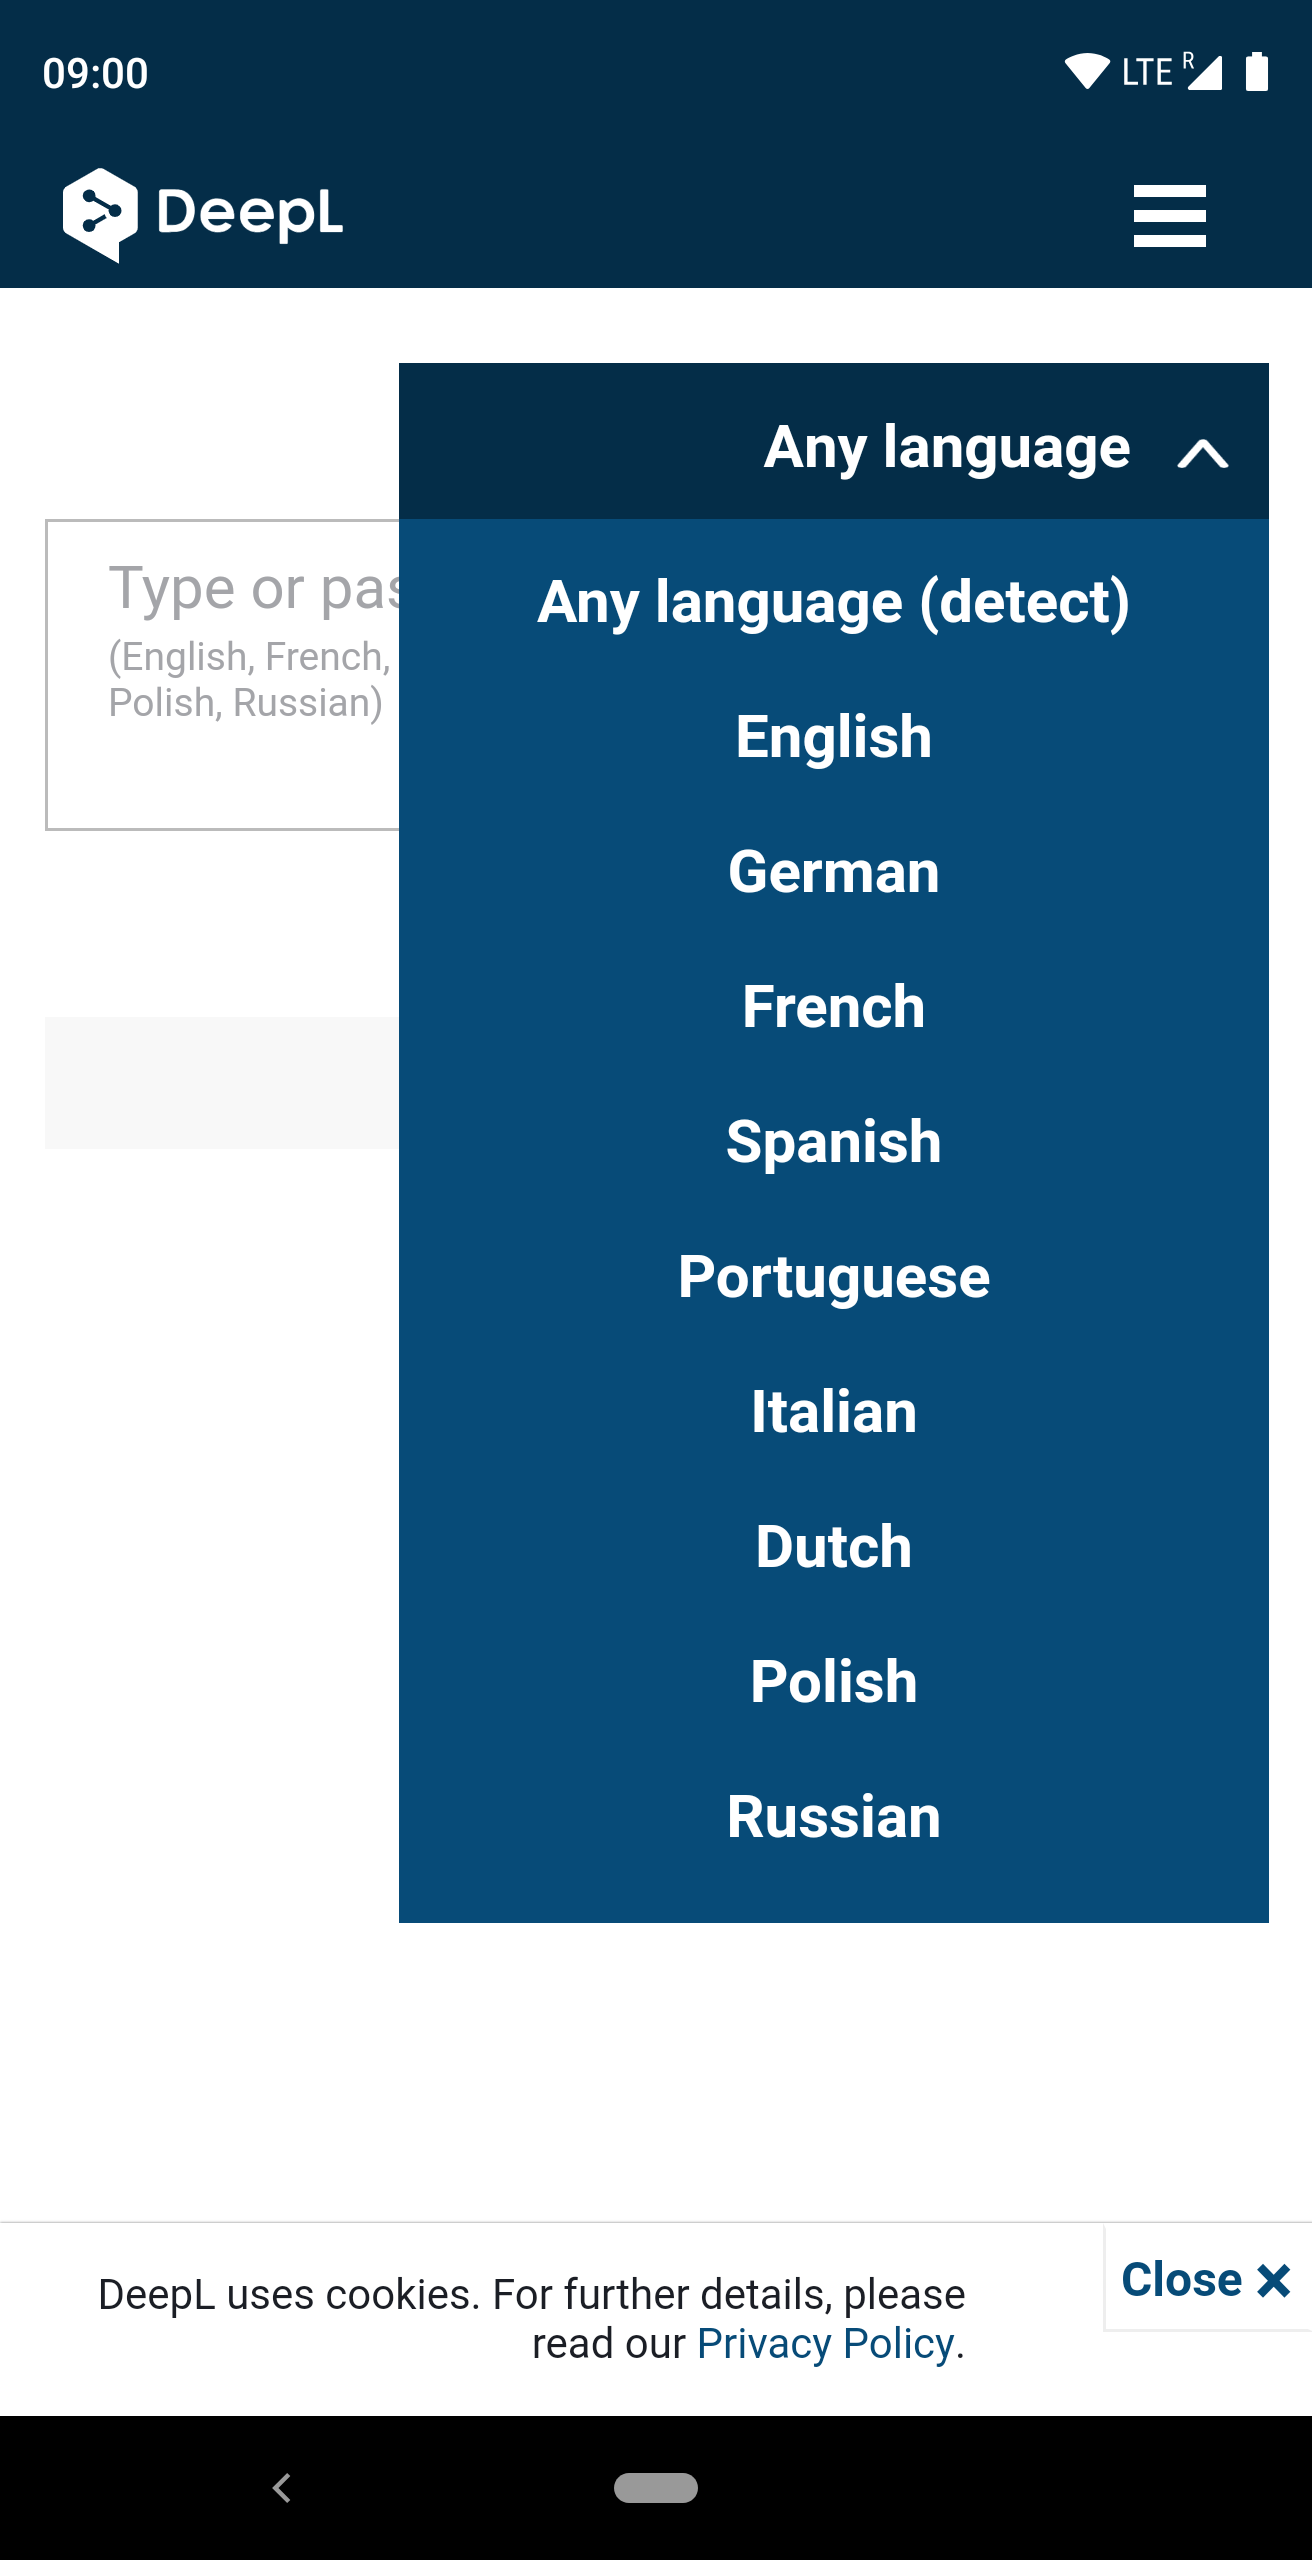 09:00
LTE R
DeepL
Any language
Type or pas
(English, French,
Polish, Russian)
Any language (detect)
English
German
French
Spanish
Portuguese
Italian
Dutch
Polish
Russian
DeepL uses cookies. For further details, please
read our Privacy Policy.
Close